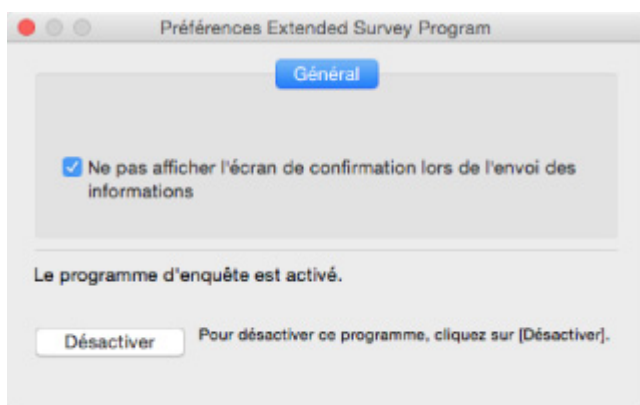 Préférences Extended Survey Program
Général
Ne pas afficher l'écran de confirmation lors de l'envoi des
informations
Le programme d'enquête est activé.
Désactiver
Pour désactiver ce programme, cliquez sur [Désactiver].